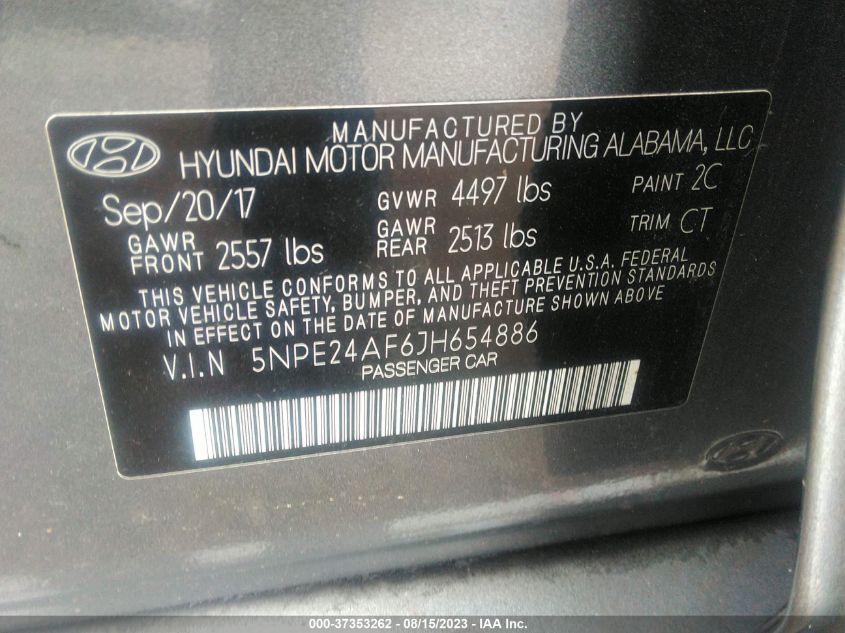 MANUFACTURED BY
HYUNDAI MOTOR MANUFACTURING ALABAMA, LLC
Sep/20/17 GVWR 4497 lbs PAINT 2C
GAWR FRONT 2557 lbs GAWR REAR 2513 lbs TRIM CT
THIS VEHICLE CONFORMS TO ALL APPLICABLE U.S.A. FEDERAL
MOTOR VEHICLE SAFETY, BUMPER, AND THEFT PREVENTION STANDARDS
IN EFFECT ON THE DATE OF MANUFACTURE SHOWN ABOVE
V.I.N 5NPE24AF6JH654886
PASSENGER CAR
000-37353262 - 08/15/2023 - IAA Inc.